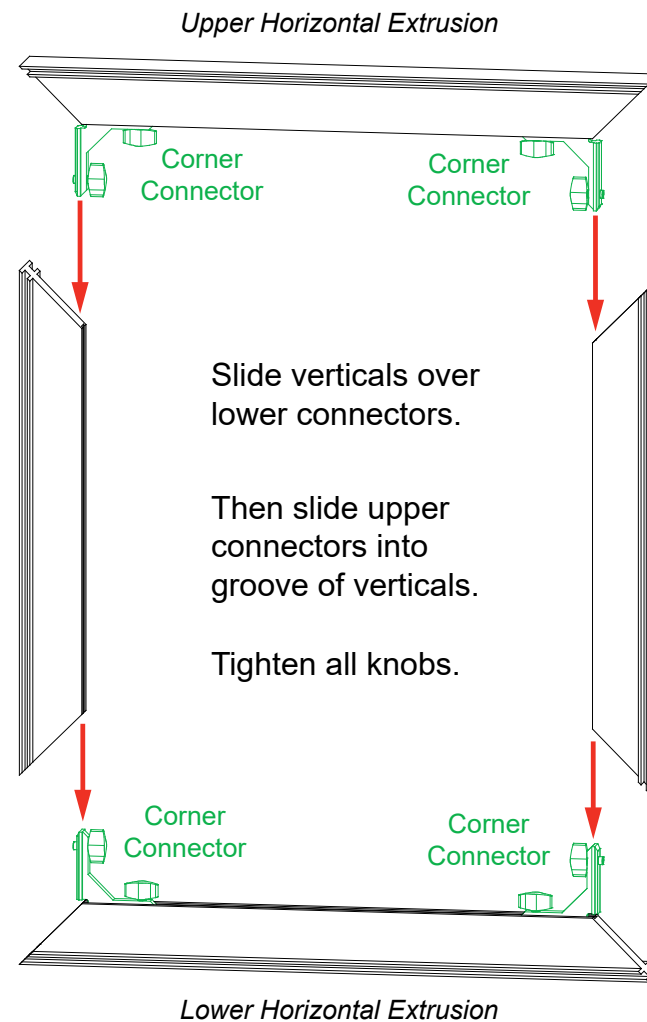 Upper Horizontal Extrusion
Corner
Connector
Corner
Connector
Slide verticals over
lower connectors.
Then slide upper
connectors into
groove of verticals.
Tighten all knobs.
Corner
Connector
Corner
Connector
Lower Horizontal Extrusion